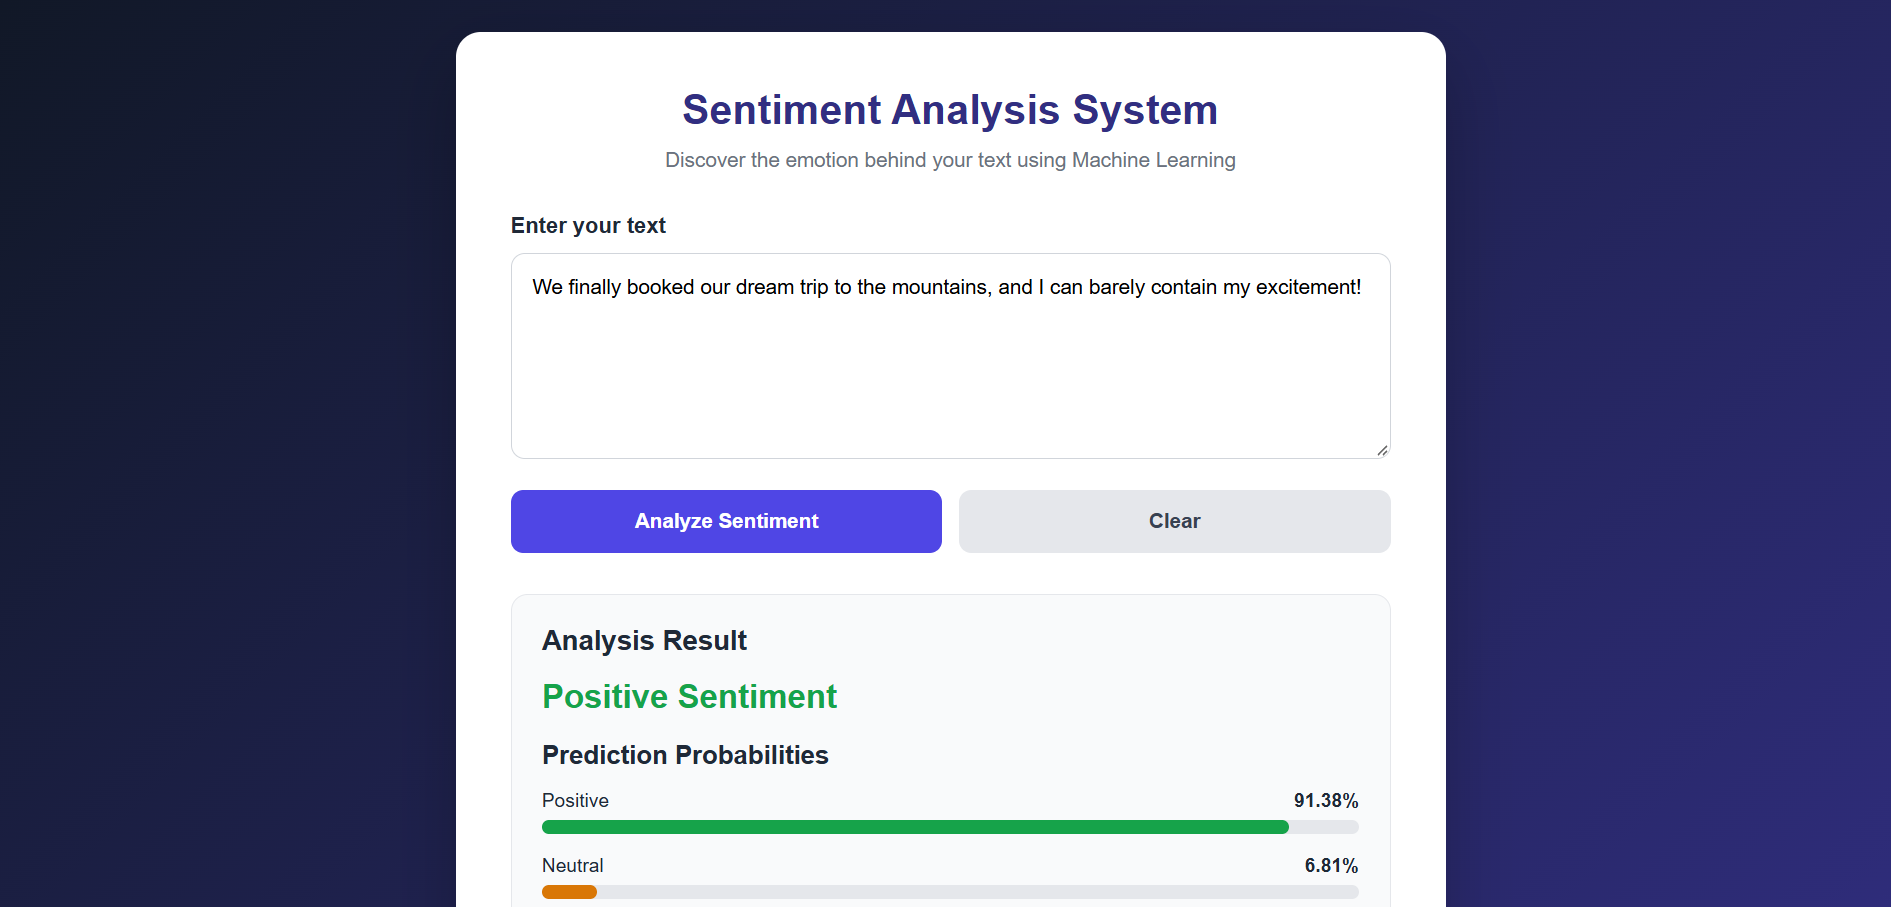 Sentiment Analysis System
Discover the emotion behind your text using Machine Learning
Enter your text
We finally booked our dream trip to the mountains, and I can barely contain my excitement!
Analyze Sentiment
Clear
Analysis Result
Positive Sentiment
Prediction Probabilities
Positive 91.38%
Neutral 6.81%